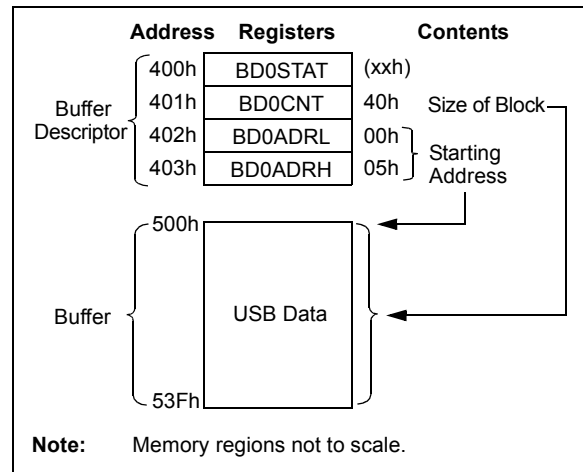 Address Registers Contents
400h BD0STAT (xxh)
401h BD0CNT 40h Size of Block
Buffer
Descriptor
402h BD0ADRL 00h
403h BD0ADRH 05h
Starting
Address
500h
Buffer USB Data
53Fh
Note: Memory regions not to scale.